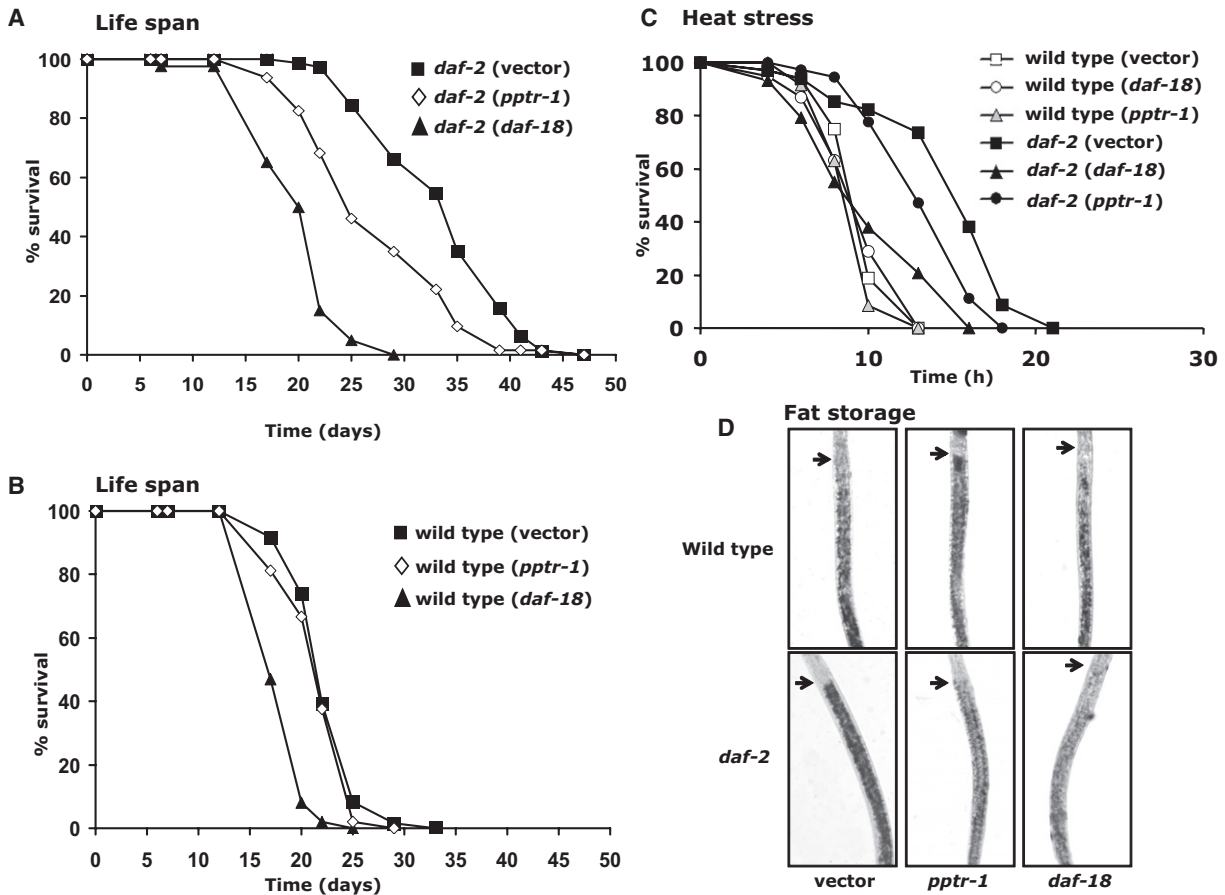 A
Life span
% survival
100
80
60
40
20
0
0 5 10 15 20 25 30 35 40 45 50
Time (days)
daf-2 (vector)
daf-2 (pptr-1)
daf-2 (daf-18)
B
Life span
% survival
100
80
60
40
20
0
0 5 10 15 20 25 30 35 40 45 50
Time (days)
wild type (vector)
wild type (pptr-1)
wild type (daf-18)
C
Heat stress
% survival
100
80
60
40
20
0
0 10 20 30
Time (h)
wild type (vector)
wild type (daf-18)
wild type (pptr-1)
daf-2 (vector)
daf-2 (daf-18)
daf-2 (pptr-1)
D
Fat storage
Wild type
daf-2
vector pptr-1 daf-18